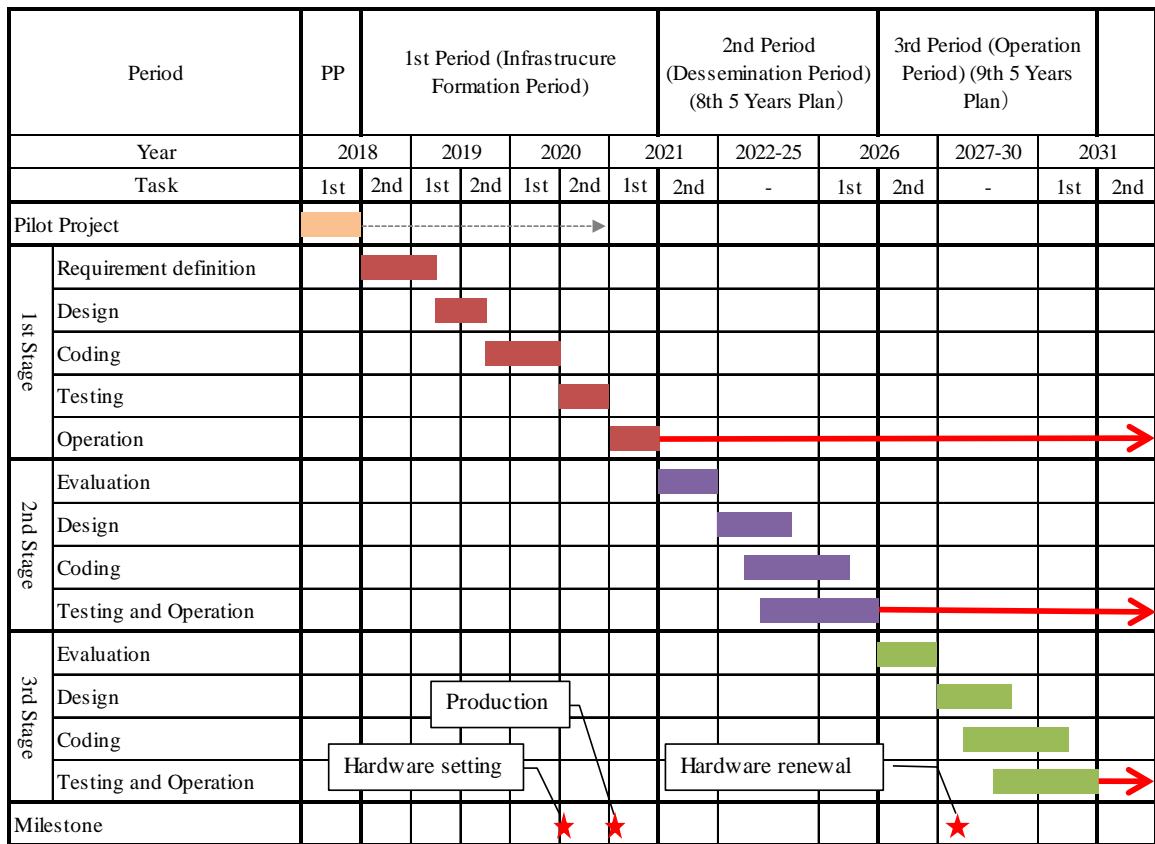 Period
PP
1st Period (Infrastrucure
Formation Period)
2nd Period
(Dessemination Period)
(8th 5 Years Plan）
3rd Period (Operation
Period) (9th 5 Years
Plan）
Year
2018
2019
2020
2021
2022-25
2026
2027-30
2031
Task
1st
2nd
1st
2nd
1st
2nd
1st
2nd
-
1st
2nd
-
1st
2nd
Pilot Project
1st Stage
Requirement definition
Design
Coding
Testing
Operation
2nd Stage
Evaluation
Design
Coding
Testing and Operation
3rd Stage
Evaluation
Design
Production
Coding
Hardware setting
Hardware renewal
Testing and Operation
Milestone